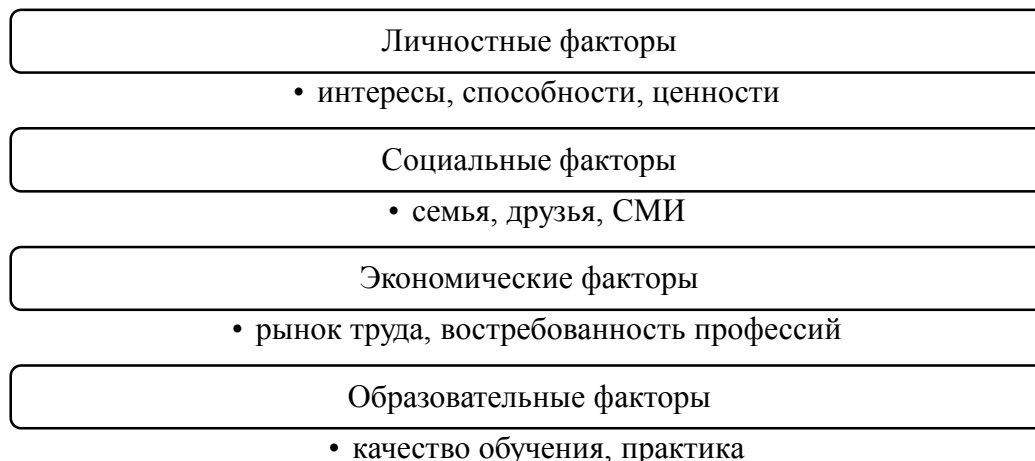 Личностные факторы
• интересы, способности, ценности
Социальные факторы
• семья, друзья, СМИ
Экономические факторы
• рынок труда, востребованность профессий
Образовательные факторы
• качество обучения, практика